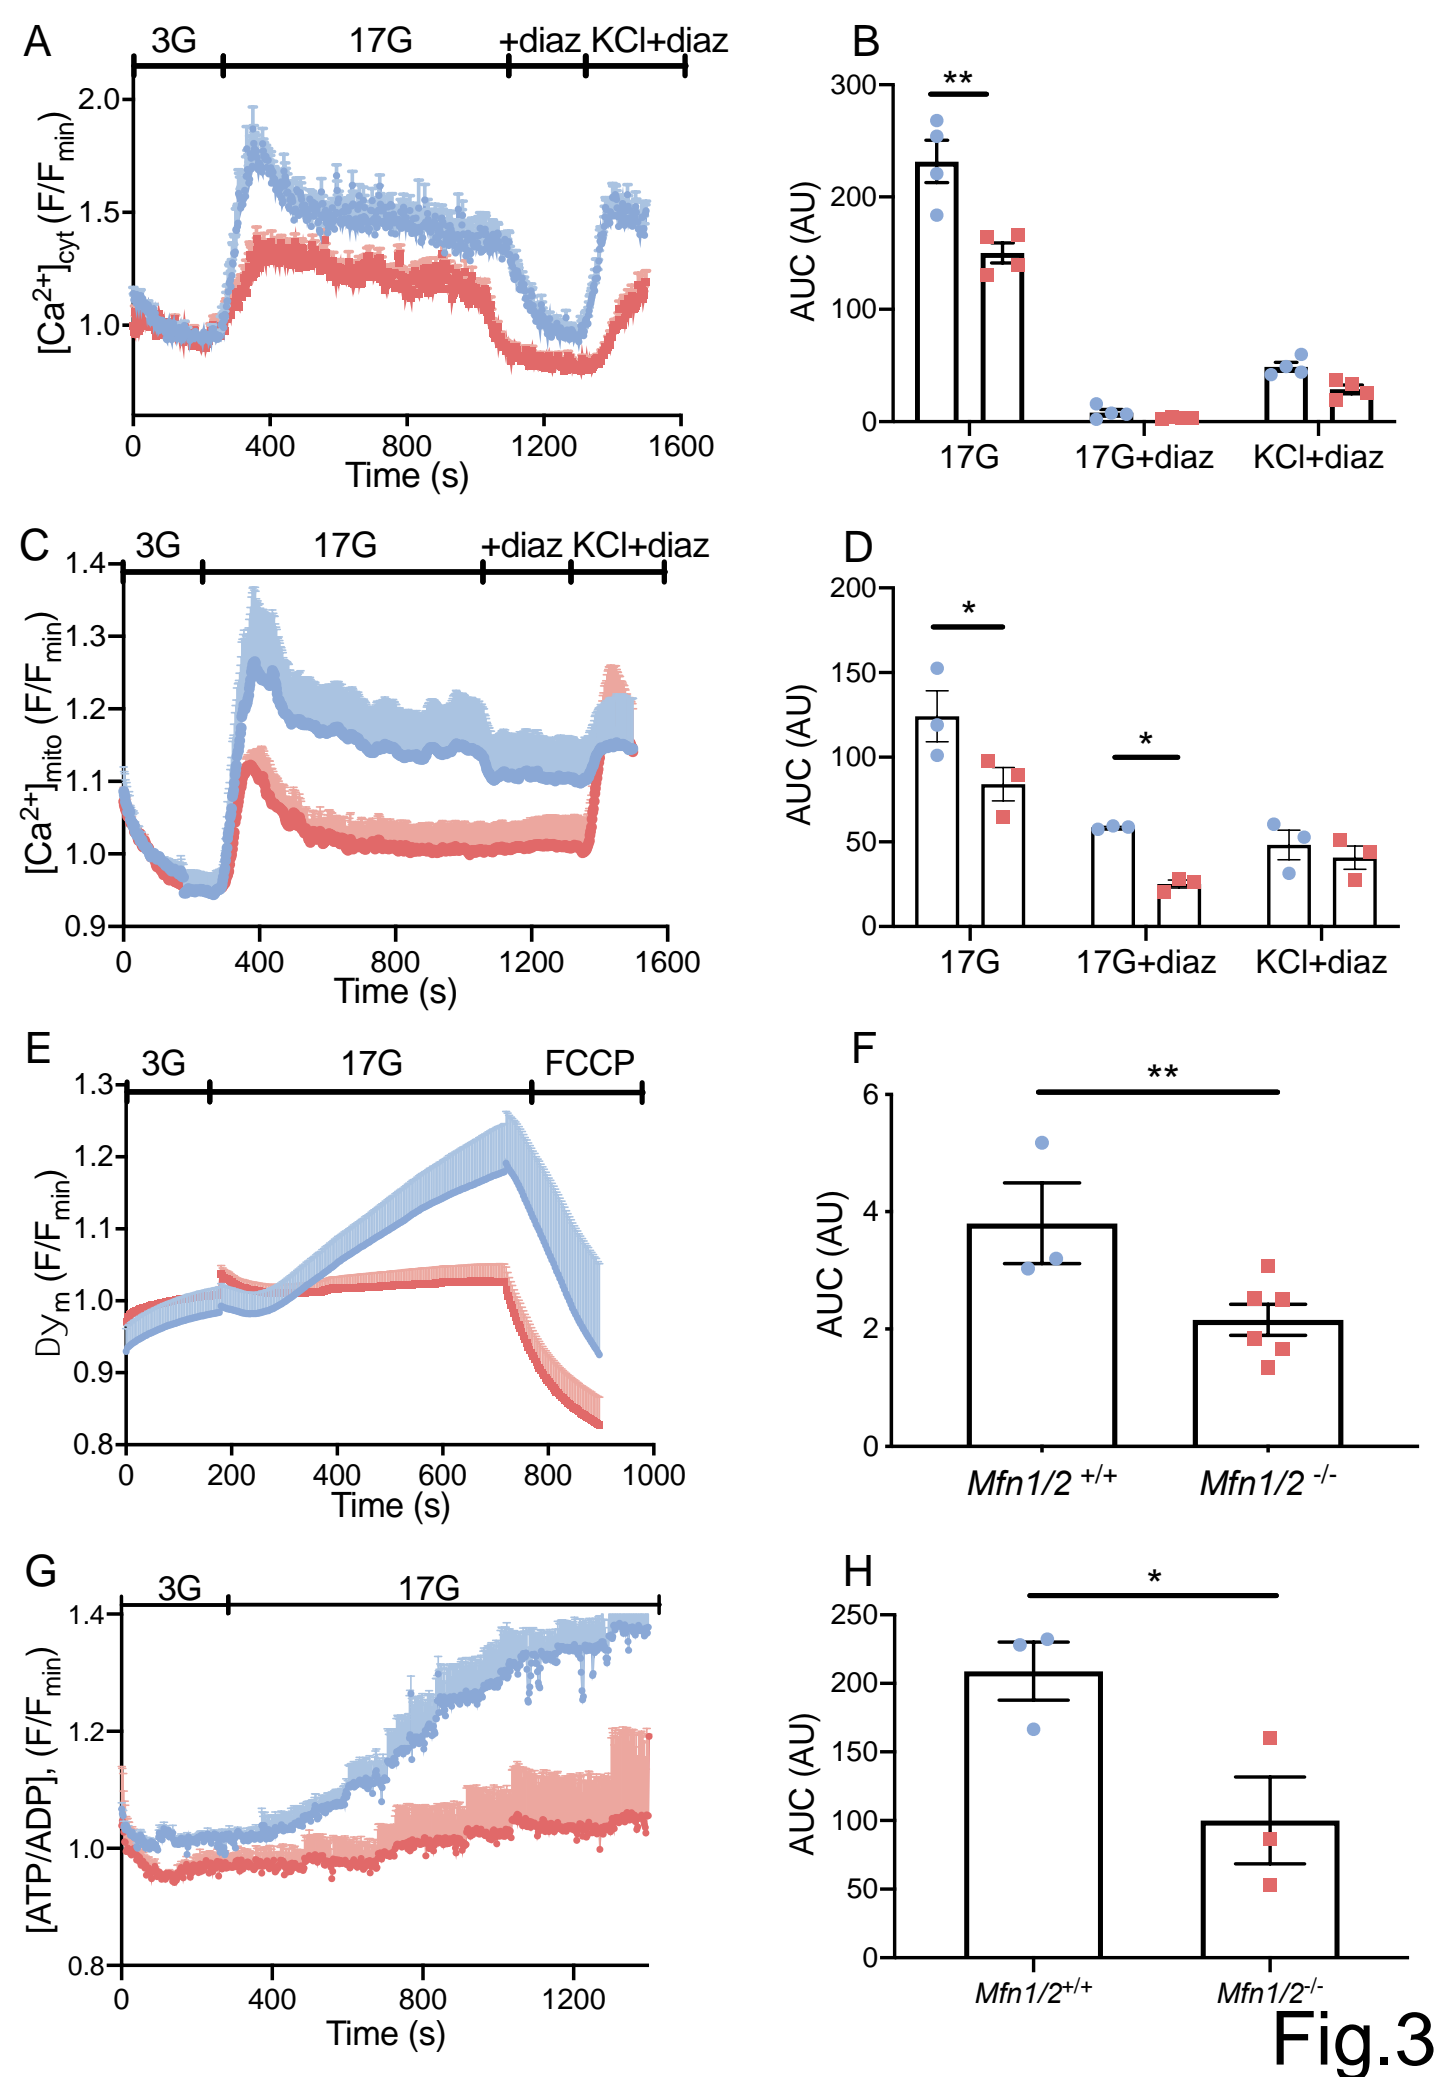 A
3G 17G +diaz KCl+diaz
[Ca2+]cyt (F/Fmin)
2.0
1.5
1.0
0 400 800 1200 1600
Time (s)
B
**
AUC (AU)
300
200
100
0
17G 17G+diaz KCl+diaz
C
3G 17G +diaz KCl+diaz
[Ca2+]mito (F/Fmin)
1.4
1.3
1.2
1.1
1.0
0.9
0 400 800 1200 1600
Time (s)
D
*
*
AUC (AU)
200
150
100
50
0
17G 17G+diaz KCl+diaz
E
3G 17G FCCP
Dym (F/Fmin)
1.3
1.2
1.1
1.0
0.9
0.8
0 200 400 600 800 1000
Time (s)
F
**
AUC (AU)
6
4
2
0
Mfn1/2 +/+ Mfn1/2 -/-
G
3G 17G
[ATP/ADP], (F/Fmin)
1.4
1.2
1.0
0.8
0 400 800 1200
Time (s)
H
*
AUC (AU)
250
200
150
100
50
0
Mfn1/2+/+ Mfn1/2-/-
Fig.3